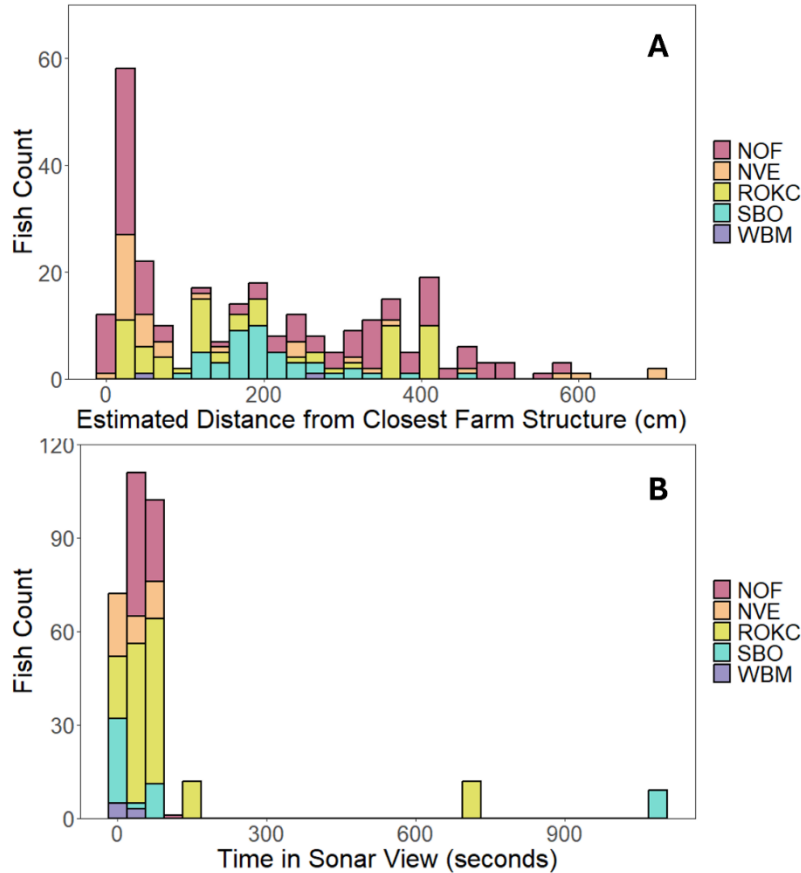 A
60
40
20
0
Fish Count
0 200 400 600
Estimated Distance from Closest Farm Structure (cm)
NOF
NVE
ROKC
SBO
WBM
B
120
90
60
30
0
Fish Count
0 300 600 900
Time in Sonar View (seconds)
NOF
NVE
ROKC
SBO
WBM